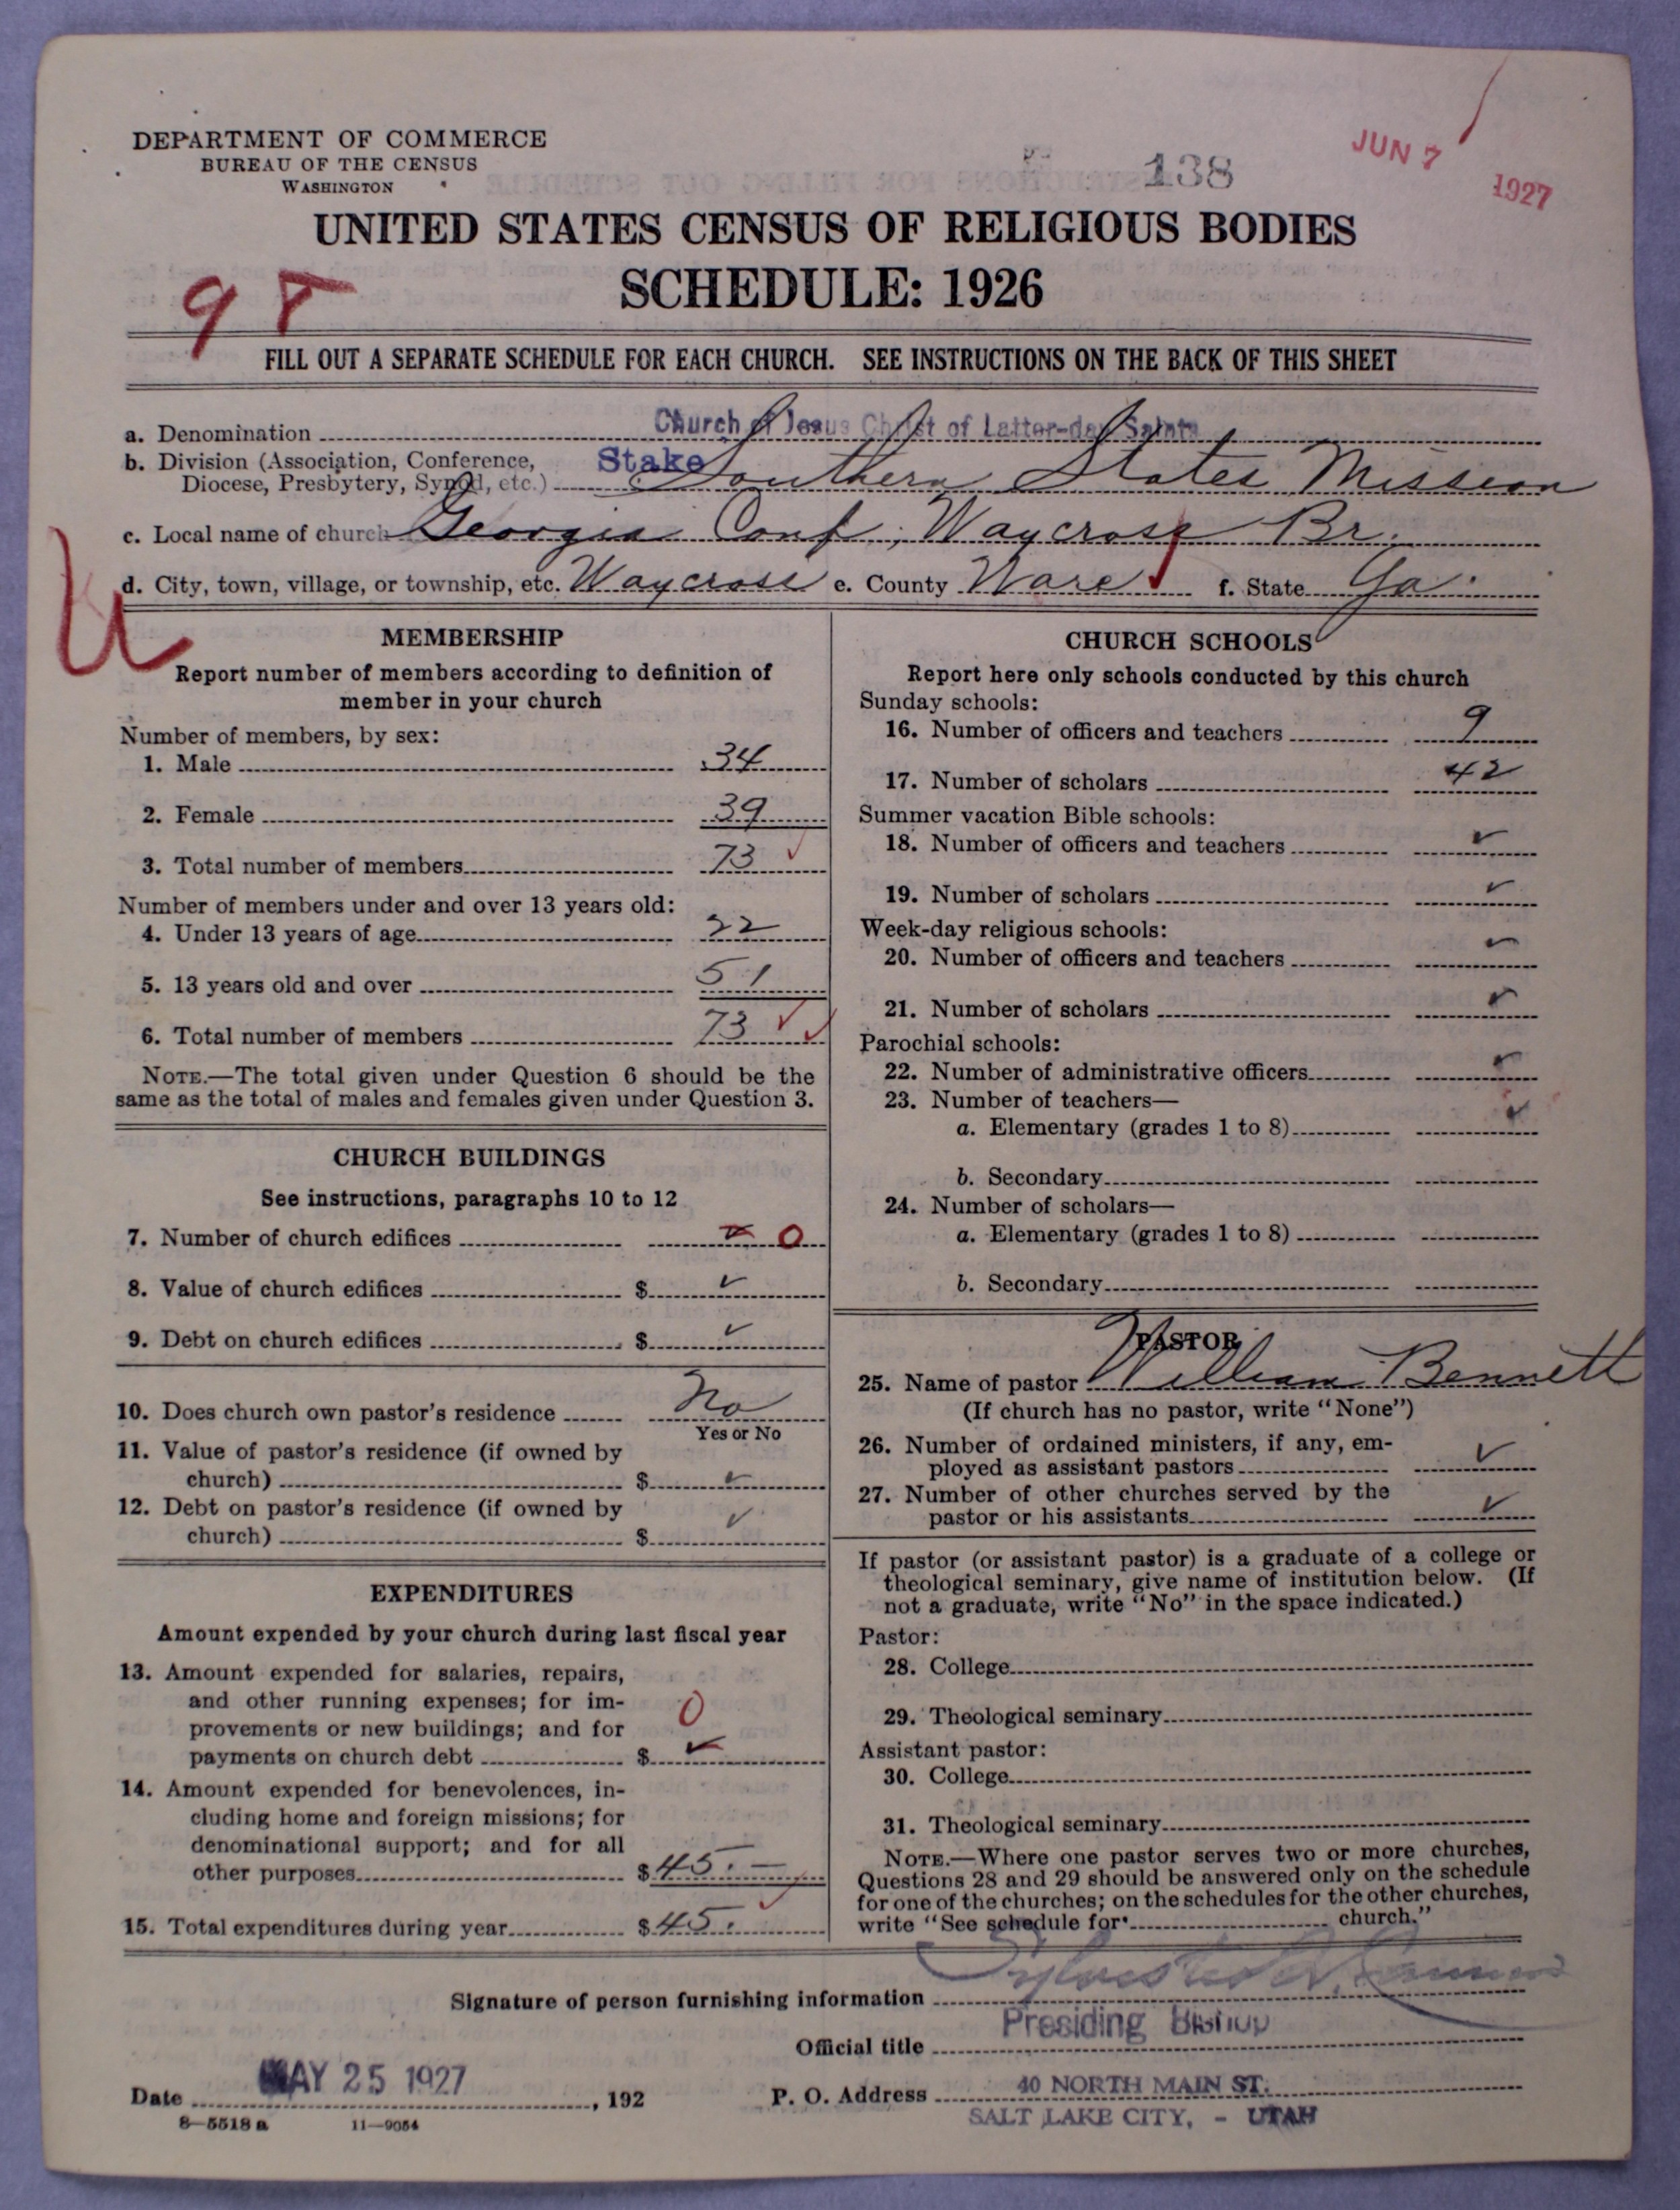 DEPARTMENT OF COMMERCE
BUREAU OF THE CENSUS
WASHINGTON
138
JUN 7 1927
UNITED STATES CENSUS OF RELIGIOUS BODIES
SCHEDULE: 1926
98
FILL OUT A SEPARATE SCHEDULE FOR EACH CHURCH. SEE INSTRUCTIONS ON THE BACK OF THIS SHEET
a. Denomination Church of Jesus Christ of Latter-day Saints
b. Division (Association, Conference, Stake
Diocese, Presbytery, Synod, etc.) Southern States Mission
c. Local name of church Georgia Conf; Waycross Br.
d. City, town, village, or township, etc. Waycross e. County Ware f. State Ga.
U
MEMBERSHIP
Report number of members according to definition of
member in your church
Number of members, by sex:
1. Male 34
2. Female 39
3. Total number of members 73 ✓
Number of members under and over 13 years old:
4. Under 13 years of age 22
5. 13 years old and over 51
6. Total number of members 73 ✓✓
NOTE.—The total given under Question 6 should be the
same as the total of males and females given under Question 3.
CHURCH BUILDINGS
See instructions, paragraphs 10 to 12
7. Number of church edifices 0
8. Value of church edifices $ ✓
9. Debt on church edifices $ ✓
10. Does church own pastor's residence No
Yes or No
11. Value of pastor's residence (if owned by
church) $ ✓
12. Debt on pastor's residence (if owned by
church) $ ✓
EXPENDITURES
Amount expended by your church during last fiscal year
13. Amount expended for salaries, repairs,
and other running expenses; for im-
provements or new buildings; and for 0
payments on church debt $ ✓
14. Amount expended for benevolences, in-
cluding home and foreign missions; for
denominational support; and for all
other purposes $ 45.—
15. Total expenditures during year $ 45. ✓
CHURCH SCHOOLS
Report here only schools conducted by this church
Sunday schools:
16. Number of officers and teachers 9
17. Number of scholars 42
Summer vacation Bible schools:
18. Number of officers and teachers ✓
19. Number of scholars ✓
Week-day religious schools:
20. Number of officers and teachers ✓
21. Number of scholars ✓
Parochial schools:
22. Number of administrative officers ✓
23. Number of teachers—
a. Elementary (grades 1 to 8) ✓
b. Secondary
24. Number of scholars—
a. Elementary (grades 1 to 8)
b. Secondary
PASTOR
25. Name of pastor William Bennett
(If church has no pastor, write "None")
26. Number of ordained ministers, if any, em-
ployed as assistant pastors ✓
27. Number of other churches served by the
pastor or his assistants ✓
If pastor (or assistant pastor) is a graduate of a college or
theological seminary, give name of institution below. (If
not a graduate, write "No" in the space indicated.)
Pastor:
28. College
29. Theological seminary
Assistant pastor:
30. College
31. Theological seminary
NOTE.—Where one pastor serves two or more churches,
Questions 28 and 29 should be answered only on the schedule
for one of the churches; on the schedules for the other churches,
write "See schedule for church."
Signature of person furnishing information Sylvester Q. Cannon
Official title Presiding Bishop
Date MAY 25 1927, 192 P. O. Address 40 NORTH MAIN ST.
SALT LAKE CITY, - UTAH
8—5518 a 11—9054